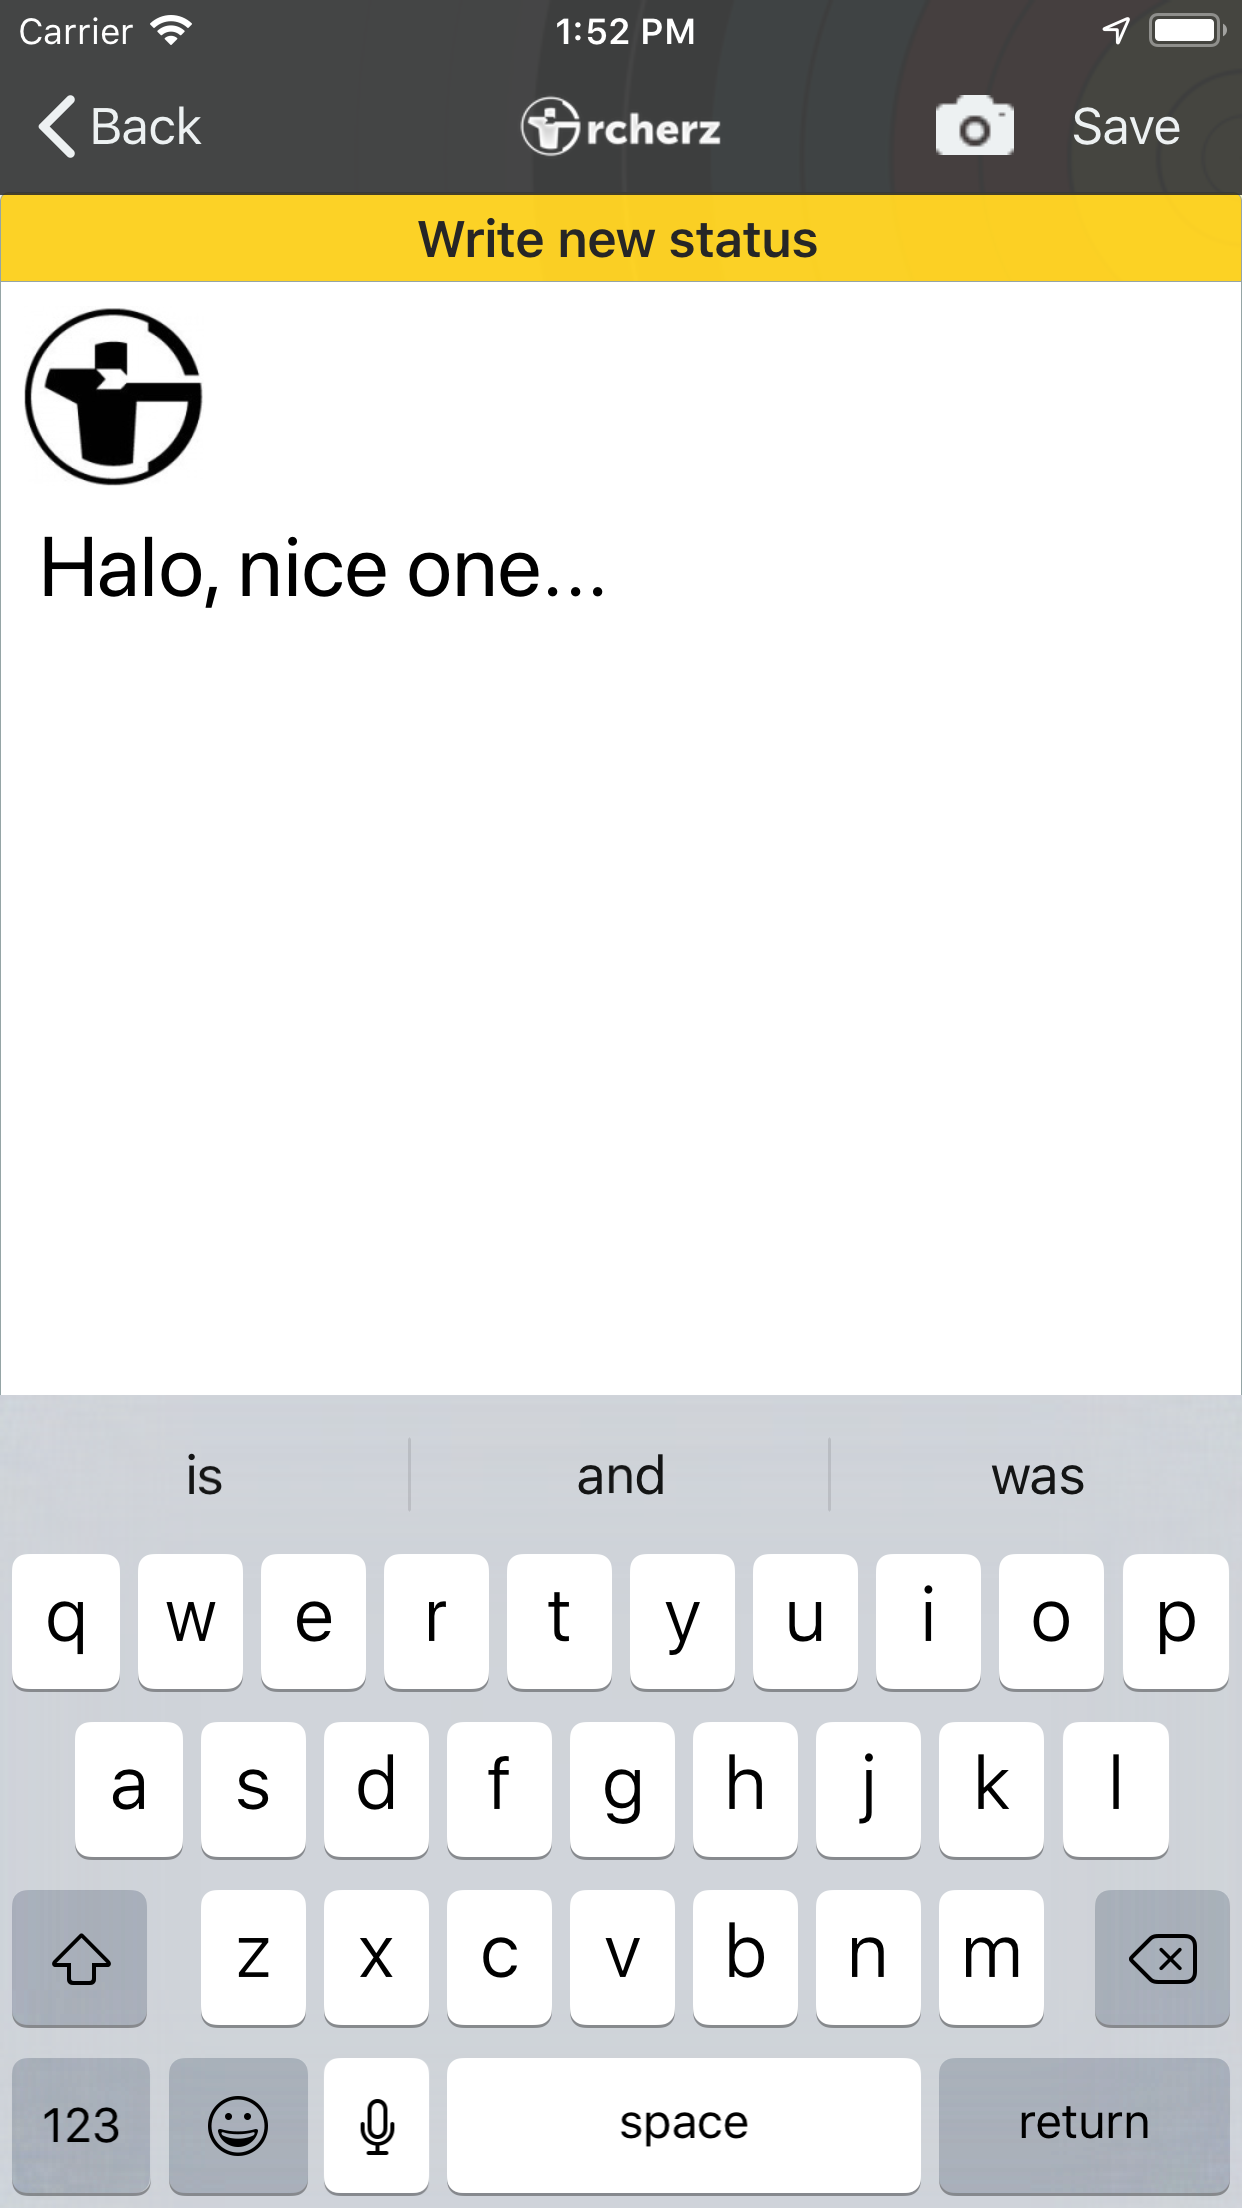 Carrier 1:52 PM
Back rcherz Save
Write new status
Halo, nice one...
is and was
q w e r t y u i o p
a s d f g h j k l
z x c v b n m
123 space return